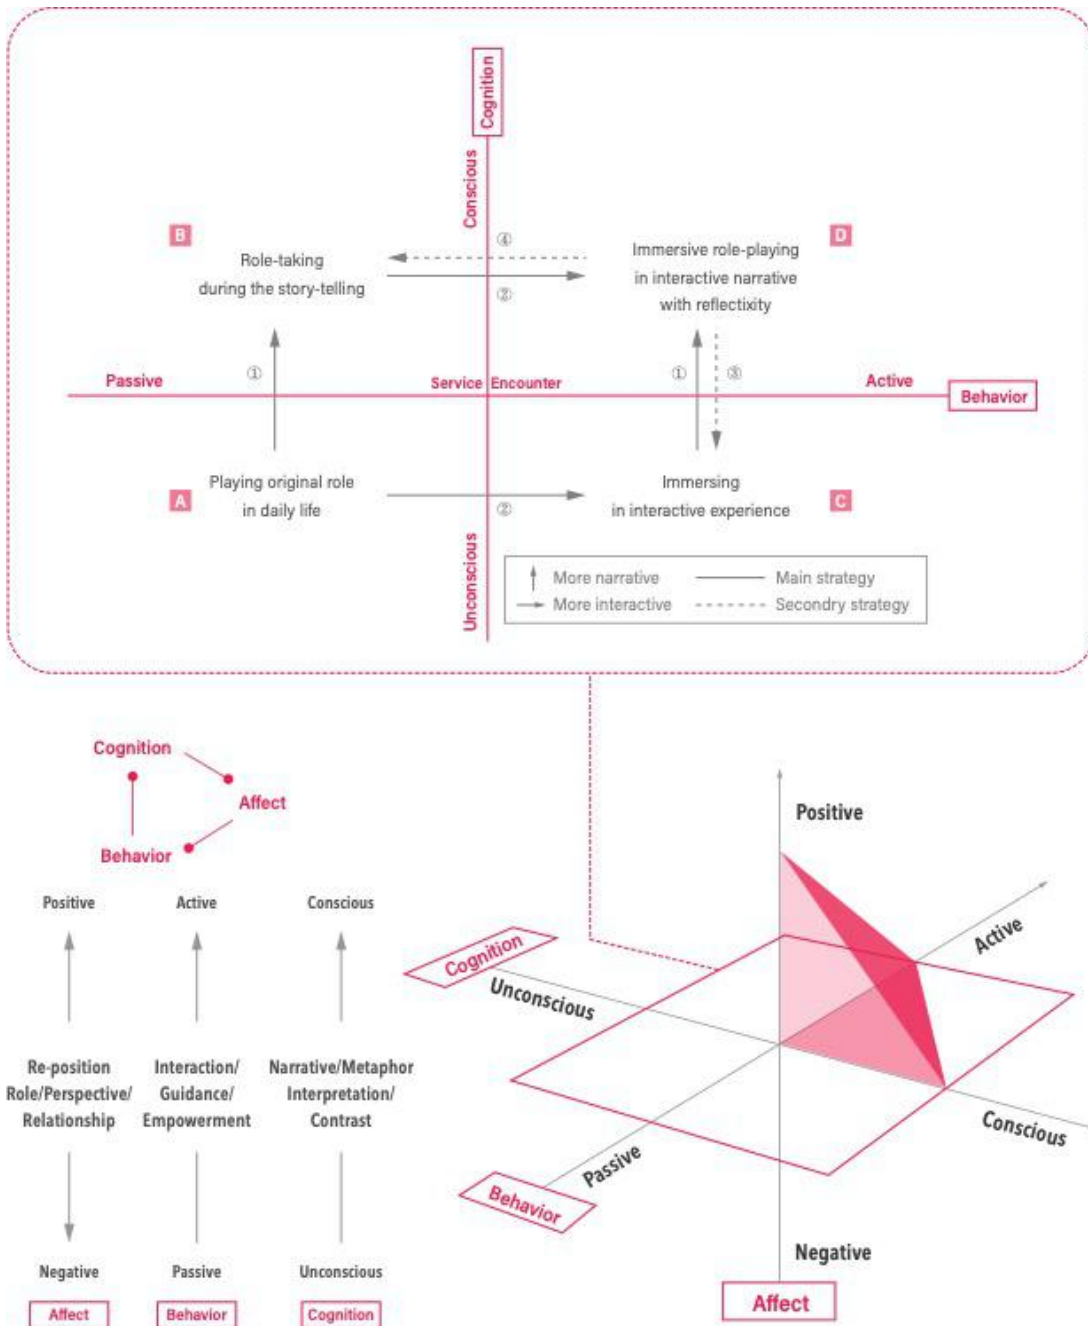 Cognition
Conscious
B
④
D
Role-taking
during the story-telling
Immersive role-playing
in interactive narrative
with reflectixity
②
①
①
③
Passive
Service Encounter
Active
Behavior
A
Playing original role
in daily life
②
Immersing
in interactive experience
C
Unconscious
More narrative
Main strategy
More interactive
Secondry strategy
Cognition
Affect
Behavior
Positive
Active
Conscious
Re-position
Role/Perspective/
Relationship
Interaction/
Guidance/
Empowerment
Narrative/Metaphor
Interpretation/
Contrast
Negative
Passive
Unconscious
Affect
Behavior
Cognition
Positive
Active
Cognition
Unconscious
Conscious
Passive
Behavior
Negative
Affect